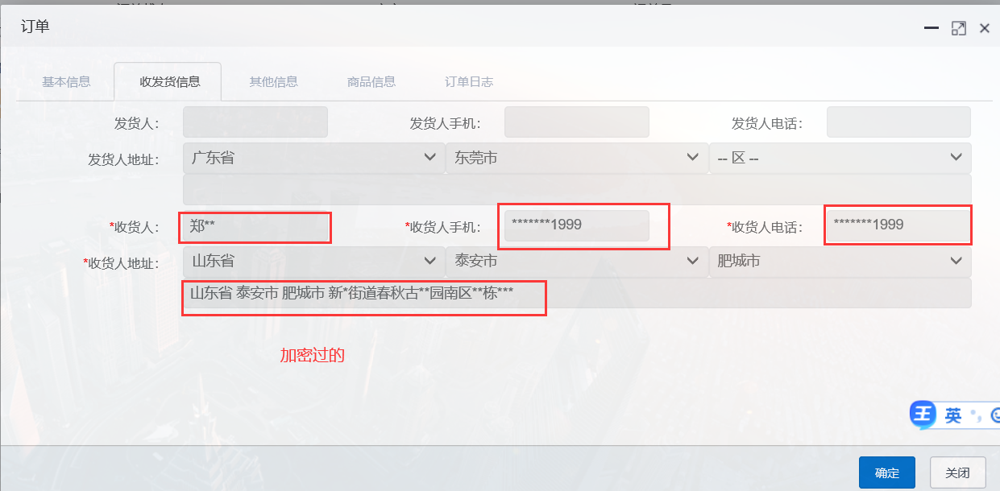 订单
基本信息 收发货信息 其他信息 商品信息 订单日志
发货人： 发货人手机： 发货人电话：
发货人地址： 广东省 东莞市 -- 区 --
*收货人： 郑** *收货人手机： *******1999 *收货人电话： *******1999
*收货人地址： 山东省 泰安市 肥城市
山东省 泰安市 肥城市 新*街道春秋古**园南区**栋***
加密过的
王 英 °,
确定 关闭